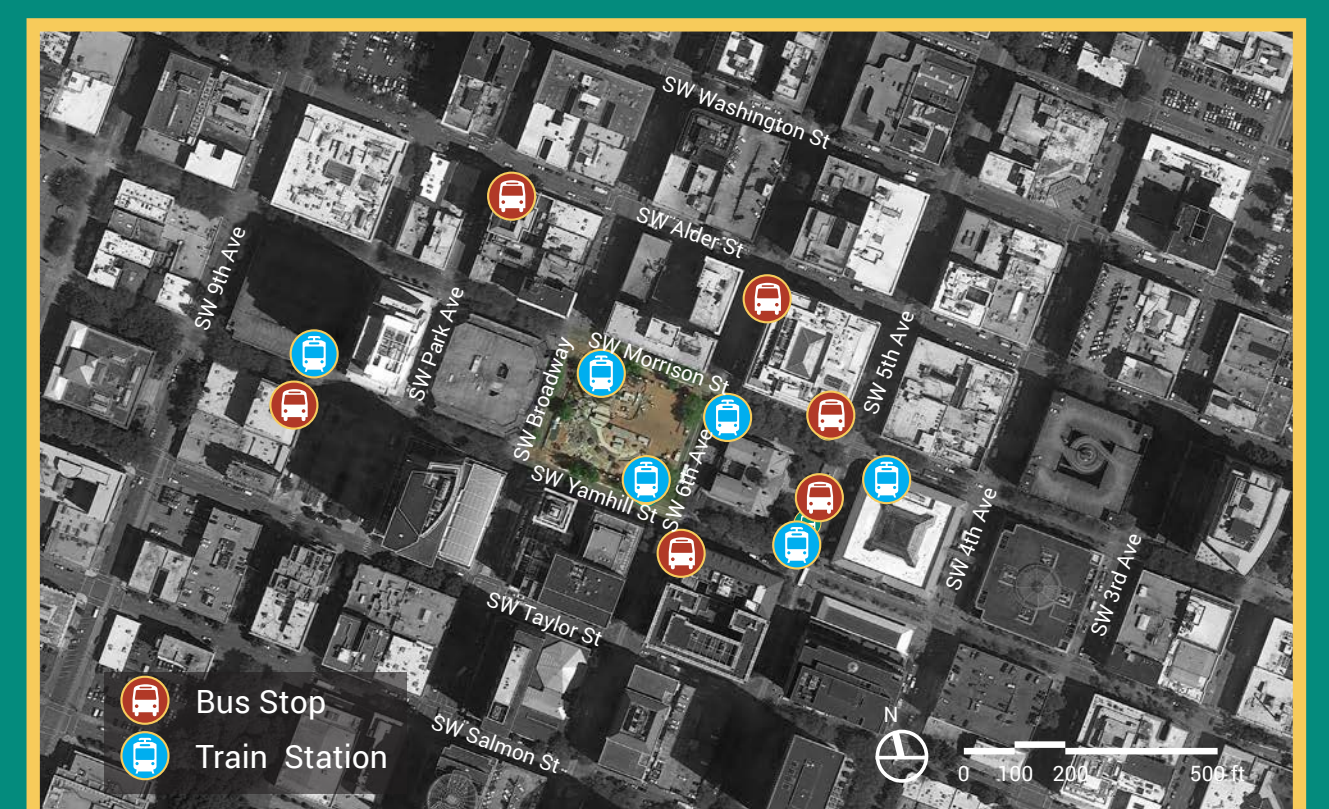 SW Washington St
SW Alder St
SW 9th Ave
SW Park Ave
SW Morrison St
SW Broadway
SW 5th Ave
SW 6th Ave
SW Yamhill St
SW 4th Ave
SW 3rd Ave
SW Taylor St
SW Salmon St
Bus Stop
Train Station
N
0 100 200 500 ft